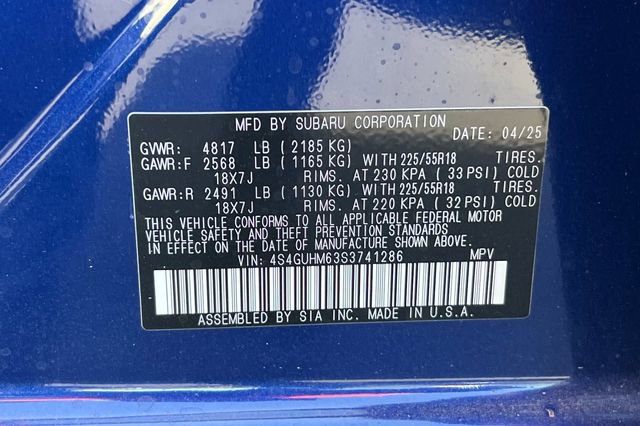 MFD BY SUBARU CORPORATION
DATE: 04/25
GVWR: 4817 LB (2185 KG)
GAWR:F 2568 LB (1165 KG) WITH 225/55R18 TIRES.
18X7J RIMS. AT 230 KPA (33 PSI) COLD
GAWR:R 2491 LB (1130 KG) WITH 225/55R18 TIRES.
18X7J RIMS. AT 220 KPA (32 PSI) COLD
THIS VEHICLE CONFORMS TO ALL APPLICABLE FEDERAL MOTOR
VEHICLE SAFETY AND THEFT PREVENTION STANDARDS
IN EFFECT ON THE DATE OF MANUFACTURE SHOWN ABOVE.
VIN: 4S4GUHM63S3741286 MPV
ASSEMBLED BY SIA INC. MADE IN U.S.A.